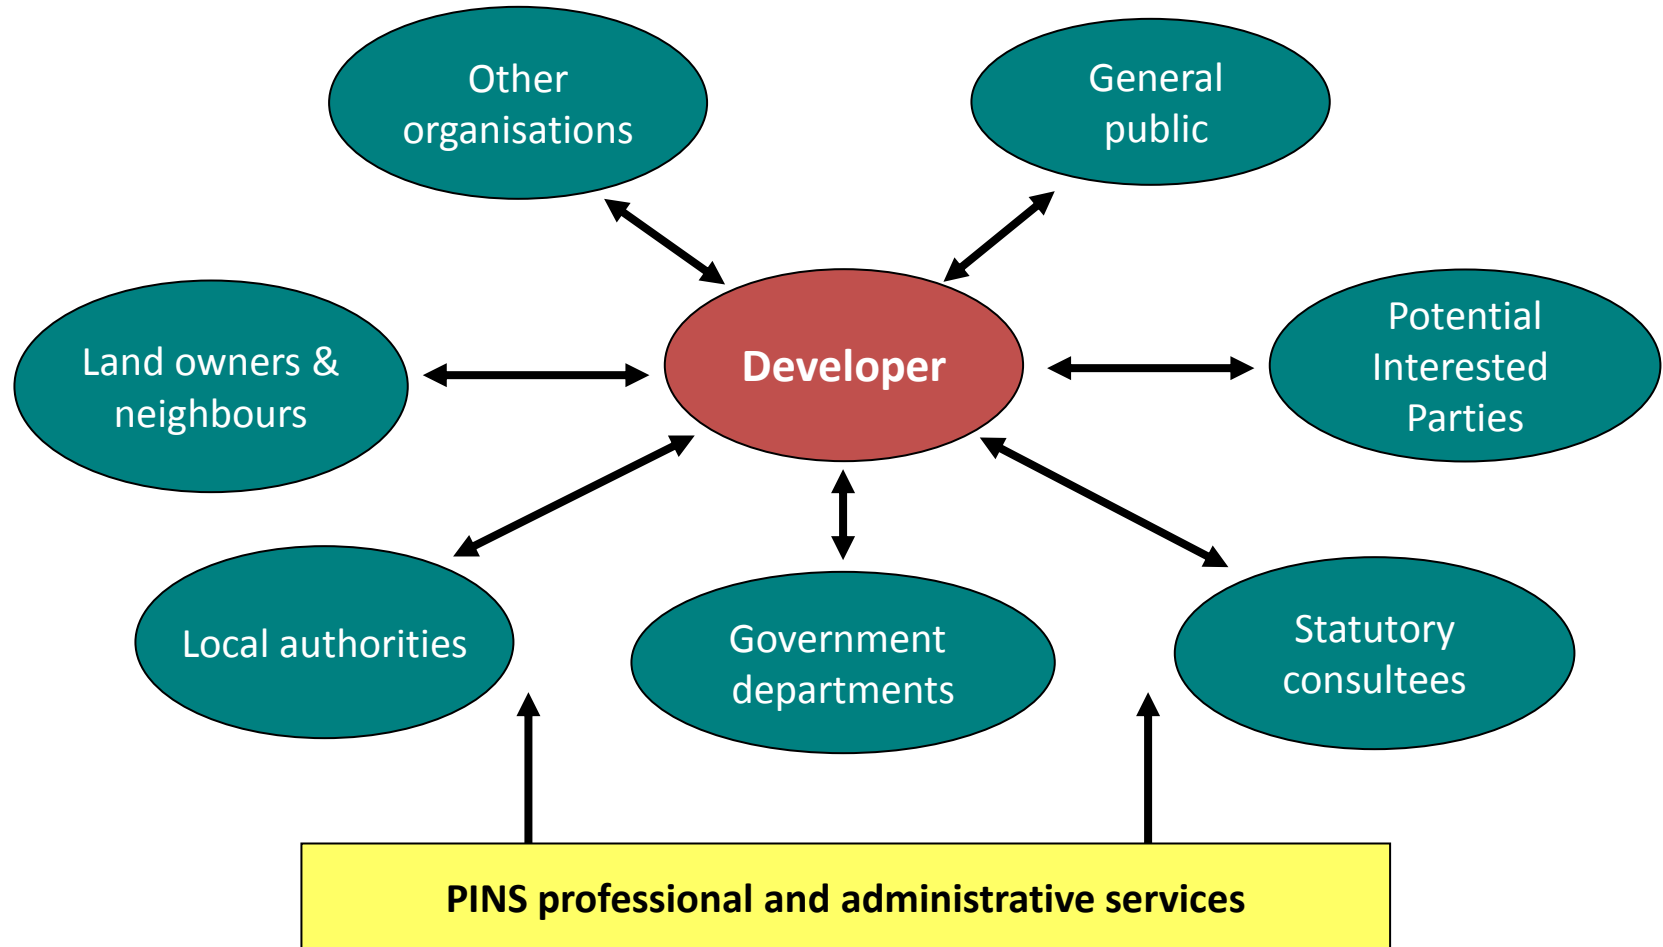 Other
organisations
General
public
Land owners &
neighbours
Developer
Potential
Interested
Parties
Local authorities
Government
departments
Statutory
consultees
PINS professional and administrative services